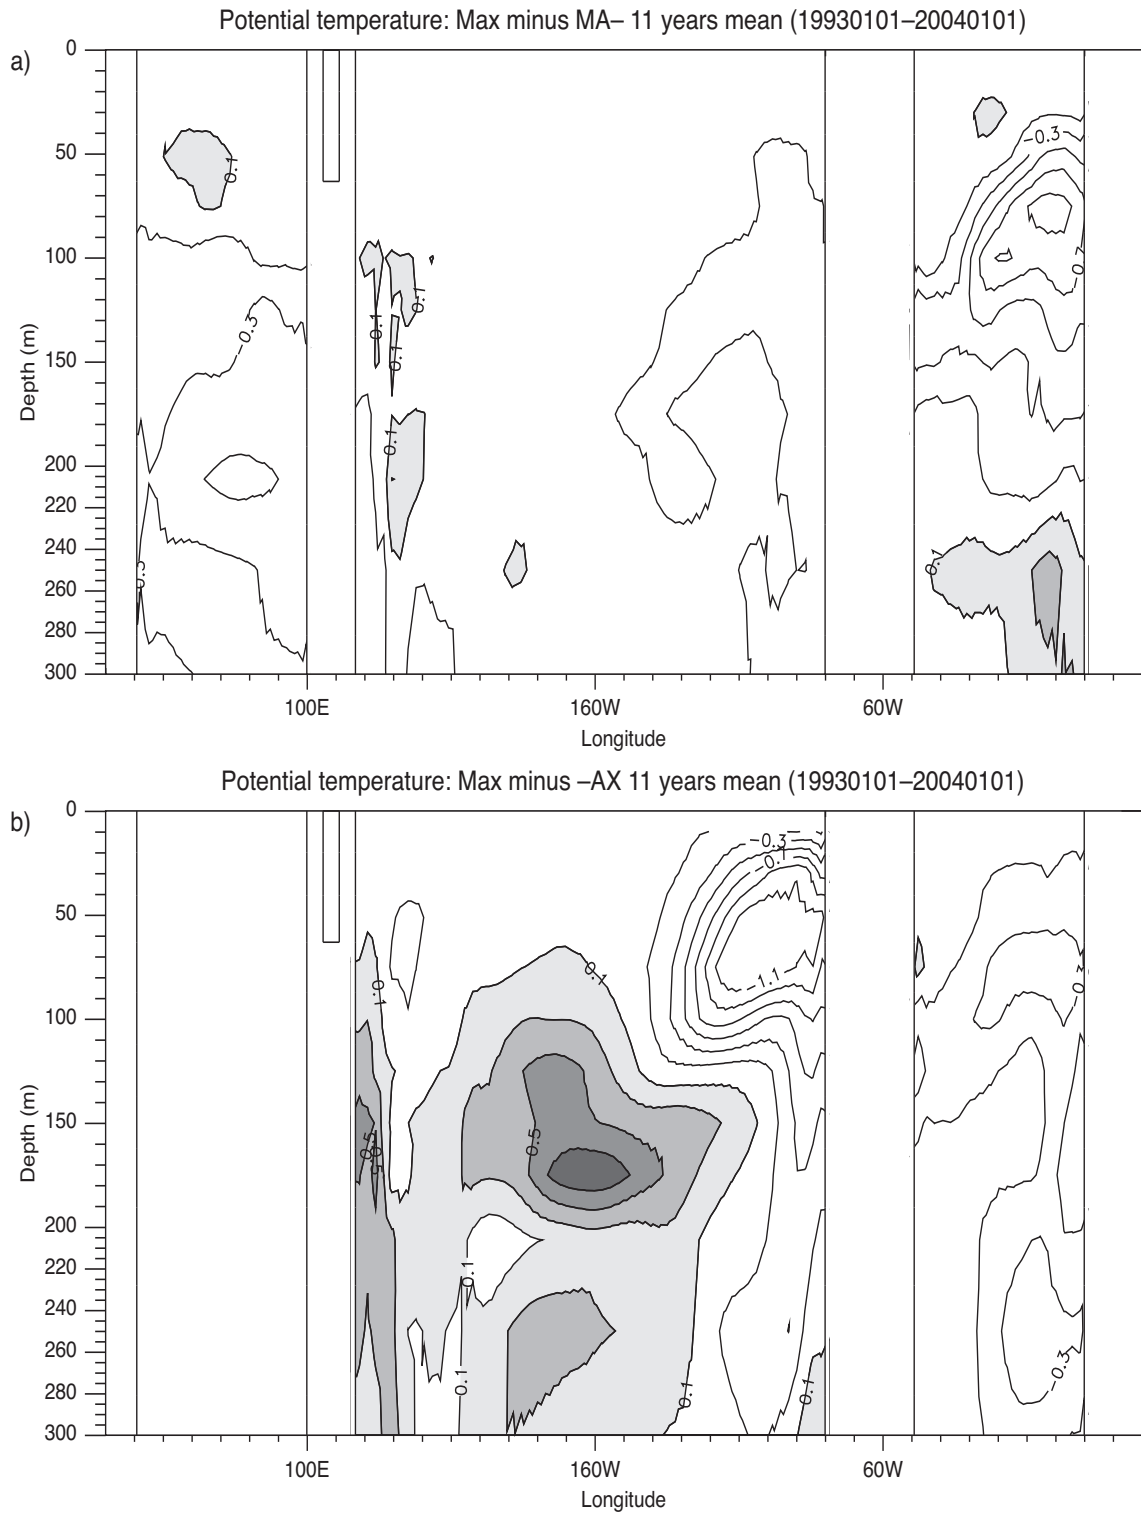 Potential temperature: Max minus MA– 11 years mean (19930101–20040101)
a)
0
50
100
150
200
220
240
260
280
300
Depth (m)
0.1
−0.3
0.1
0.1
0.1
−0.3
0.1
0.1
100E
160W
60W
Longitude
Potential temperature: Max minus –AX 11 years mean (19930101–20040101)
b)
0
50
100
150
200
220
240
260
280
300
Depth (m)
−0.3
0.1
−1.1
0.1
0.5
0.5
0.1
0.1
0.1
0.1
−0.3
100E
160W
60W
Longitude